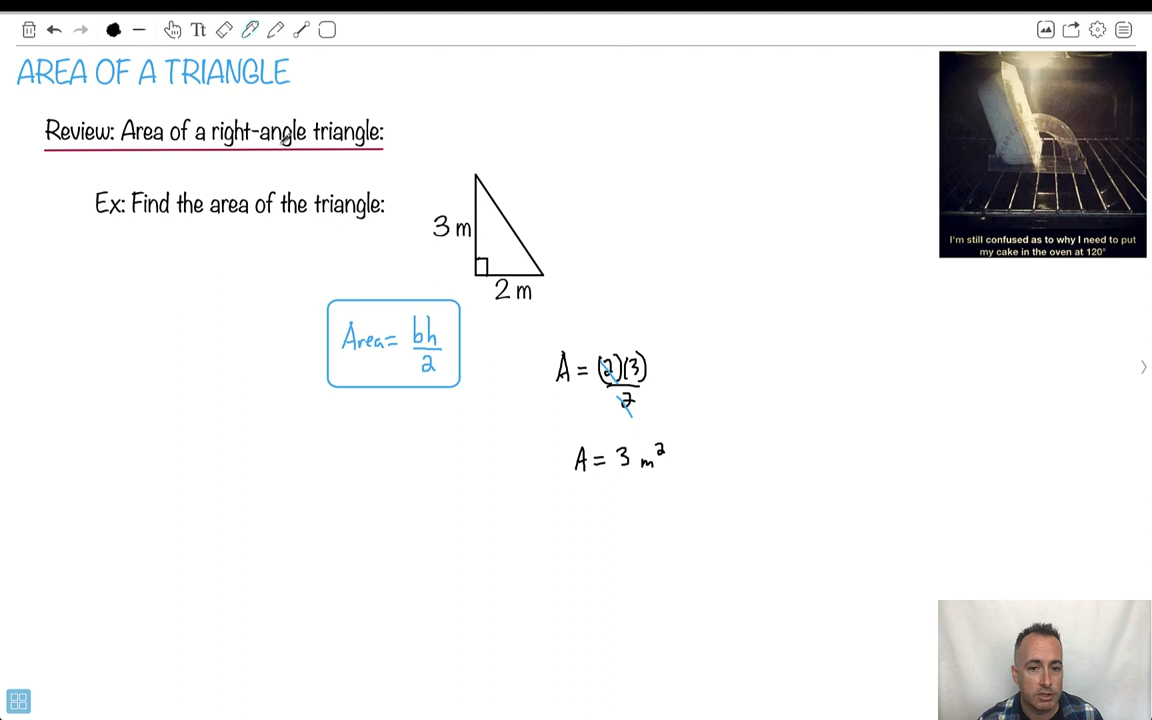 Tt
AREA OF A TRIANGLE
Review: Area of a right-angle triangle:
Ex: Find the area of the triangle:
3 m
2 m
Area = bh
2
A = (2)(3)
2
A = 3 m²
I'm still confused as to why I need to put
my cake in the oven at 120°